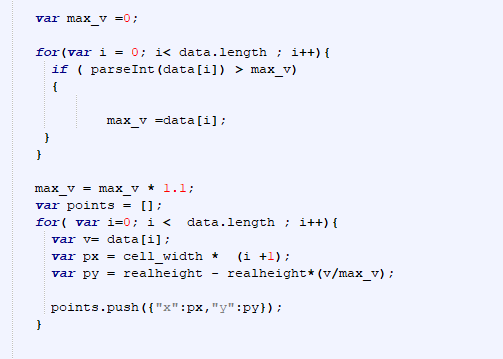 var max_v =0;
for(var i = 0; i< data.length ; i++){
if ( parseInt(data[i]) > max_v)
{
max_v =data[i];
}
}
max_v = max_v * 1.1;
var points = [];
for( var i=0; i <  data.length ; i++){
var v= data[i];
var px = cell_width *  (i +1);
var py = realheight - realheight*(v/max_v);
points.push({"x":px,"y":py});
}